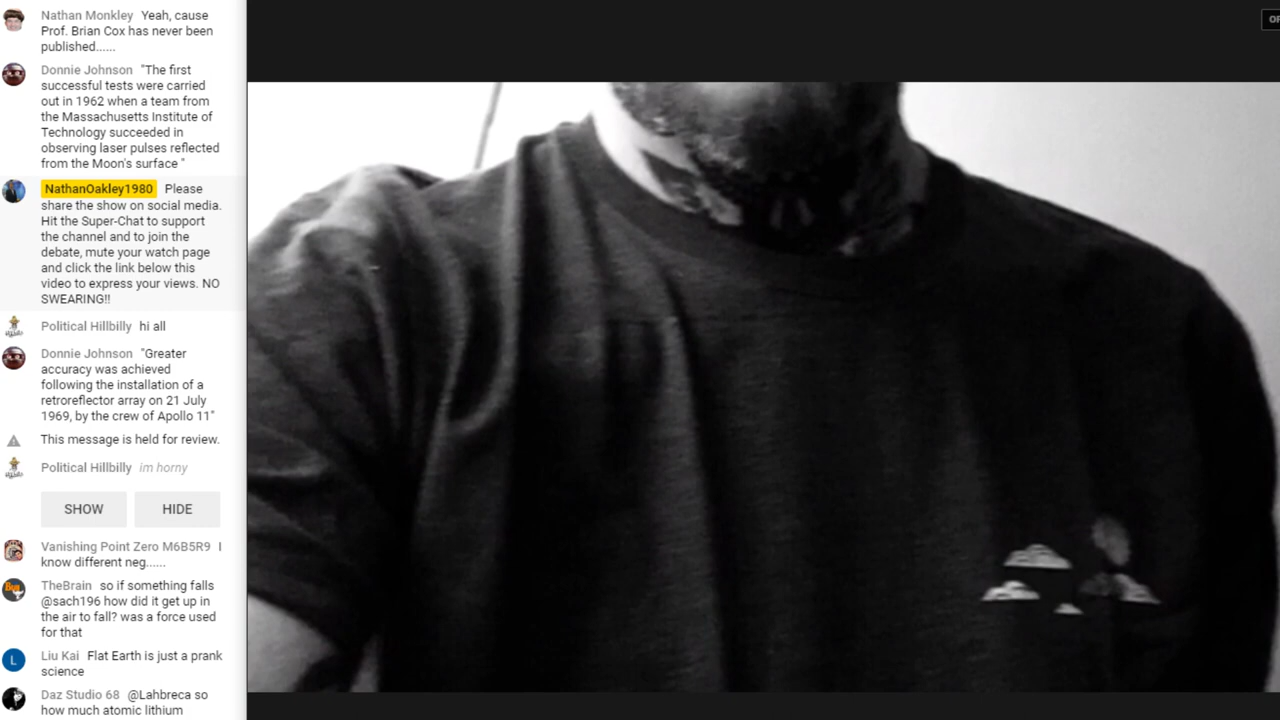 Nathan Monkley Yeah, cause
Prof. Brian Cox has never been
published......
Donnie Johnson "The first
successful tests were carried
out in 1962 when a team from
the Massachusetts Institute of
Technology succeeded in
observing laser pulses reflected
from the Moon's surface "
NathanOakley1980 Please
share the show on social media.
Hit the Super-Chat to support
the channel and to join the
debate, mute your watch page
and click the link below this
video to express your views. NO
SWEARING!!
Political Hillbilly hi all
Donnie Johnson "Greater
accuracy was achieved
following the installation of a
retroreflector array on 21 July
1969, by the crew of Apollo 11"
This message is held for review.
Political Hillbilly im horny
SHOW HIDE
Vanishing Point Zero M6B5R9 I
know different neg......
TheBrain so if something falls
@sach196 how did it get up in
the air to fall? was a force used
for that
L Liu Kai Flat Earth is just a prank
science
Daz Studio 68 @Lahbreca so
how much atomic lithium